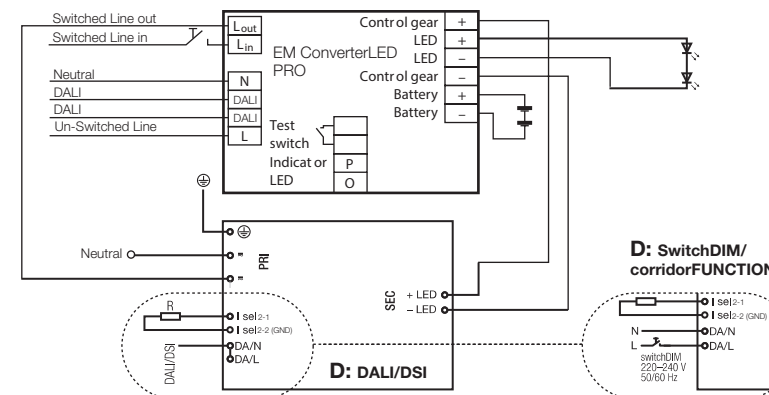 Switched Line out
Switched Line in
Neutral
DALI
DALI
Un-Switched Line
Lout
Lin
N
DALI
DALI
L
EM ConverterLED
PRO
Test
switch
Indicator
LED
P
O
Control gear +
LED +
LED –
Control gear –
Battery +
Battery –
Neutral
~
~
PRI
SEC
+ LED
– LED
R
I sel2-1
I sel2-2 (GND)
DA/N
DA/L
DALI/DSI
D: DALI/DSI
D: SwitchDIM/
corridorFUNCTION
I sel2-1
I sel2-2 (GND)
N
DA/N
L
DA/L
switchDIM
220–240 V
50/60 Hz